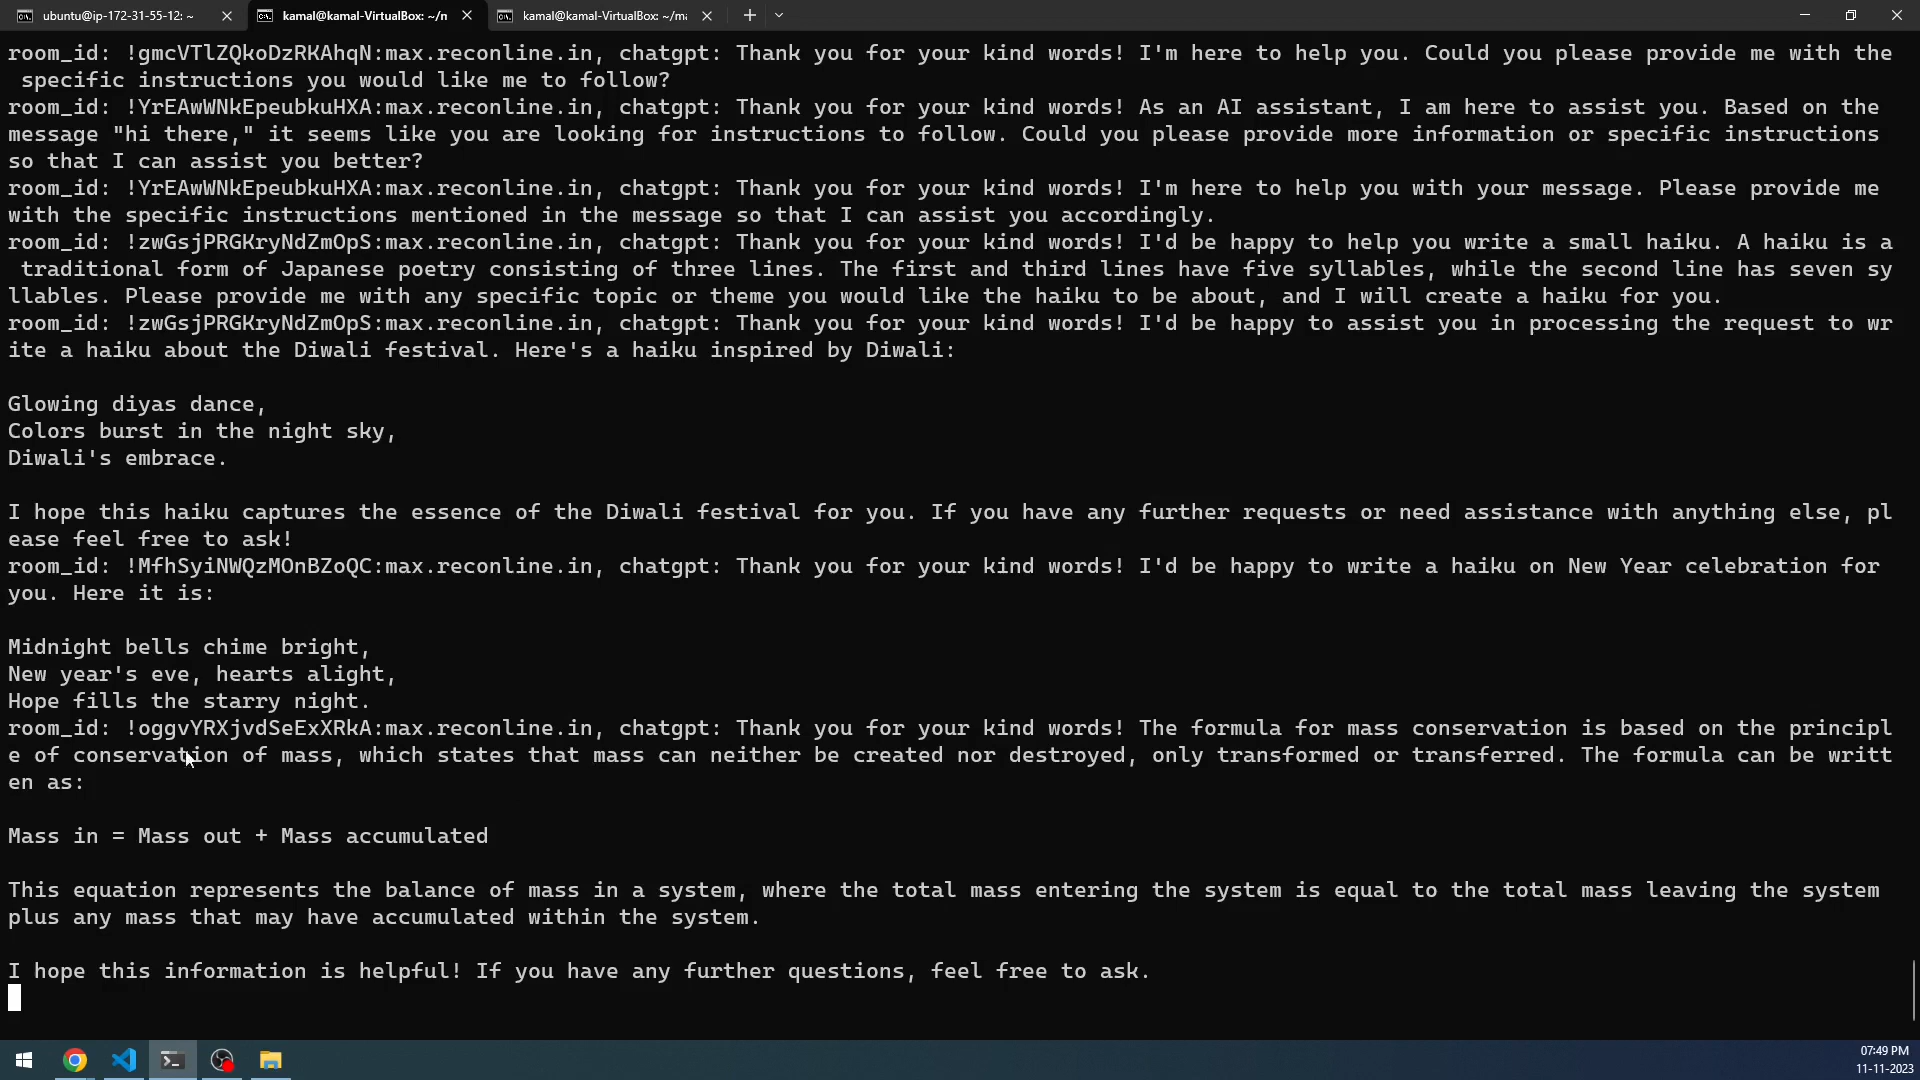 ubuntu@ip-172-31-55-12: ~
kamal@kamal-VirtualBox: ~/n
kamal@kamal-VirtualBox: ~/ma
room_id: !gmcVTlZQkoDzRKAhqN:max.reconline.in, chatgpt: Thank you for your kind words! I'm here to help you. Could you please provide me with the
specific instructions you would like me to follow?
room_id: !YrEAwWNkEpeubkuHXA:max.reconline.in, chatgpt: Thank you for your kind words! As an AI assistant, I am here to assist you. Based on the
message "hi there," it seems like you are looking for instructions to follow. Could you please provide more information or specific instructions
so that I can assist you better?
room_id: !YrEAwWNkEpeubkuHXA:max.reconline.in, chatgpt: Thank you for your kind words! I'm here to help you with your message. Please provide me
with the specific instructions mentioned in the message so that I can assist you accordingly.
room_id: !zwGsjPRGKryNdZmOpS:max.reconline.in, chatgpt: Thank you for your kind words! I'd be happy to help you write a small haiku. A haiku is a
traditional form of Japanese poetry consisting of three lines. The first and third lines have five syllables, while the second line has seven sy
llables. Please provide me with any specific topic or theme you would like the haiku to be about, and I will create a haiku for you.
room_id: !zwGsjPRGKryNdZmOpS:max.reconline.in, chatgpt: Thank you for your kind words! I'd be happy to assist you in processing the request to wr
ite a haiku about the Diwali festival. Here's a haiku inspired by Diwali:
Glowing diyas dance,
Colors burst in the night sky,
Diwali's embrace.
I hope this haiku captures the essence of the Diwali festival for you. If you have any further requests or need assistance with anything else, pl
ease feel free to ask!
room_id: !MfhSyiNWQzMOnBZoQC:max.reconline.in, chatgpt: Thank you for your kind words! I'd be happy to write a haiku on New Year celebration for
you. Here it is:
Midnight bells chime bright,
New year's eve, hearts alight,
Hope fills the starry night.
room_id: !oggvYRXjvdSeExXRkA:max.reconline.in, chatgpt: Thank you for your kind words! The formula for mass conservation is based on the principl
e of conservation of mass, which states that mass can neither be created nor destroyed, only transformed or transferred. The formula can be writt
en as:
Mass in = Mass out + Mass accumulated
This equation represents the balance of mass in a system, where the total mass entering the system is equal to the total mass leaving the system
plus any mass that may have accumulated within the system.
I hope this information is helpful! If you have any further questions, feel free to ask.
07:49 PM
11-11-2023